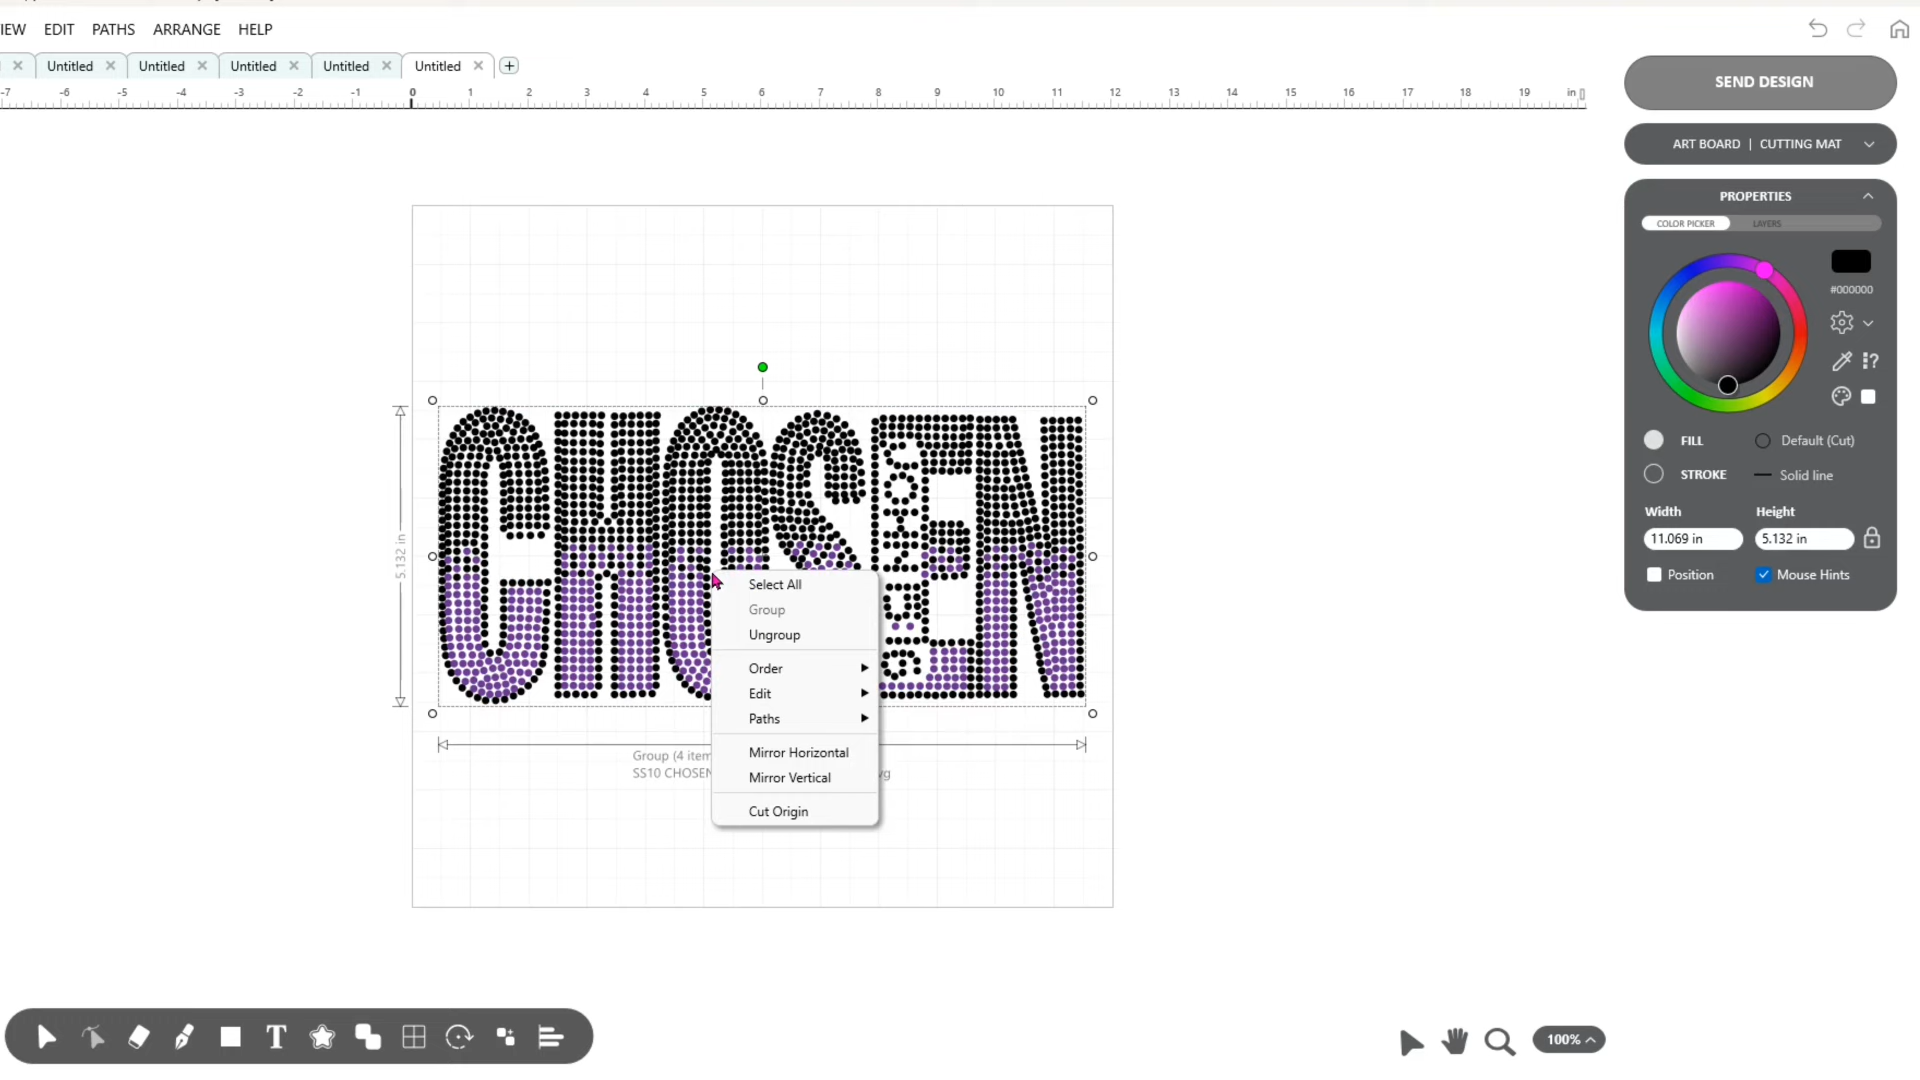 IEW EDIT PATHS ARRANGE HELP
Untitled Untitled Untitled Untitled Untitled
-7 -6 -5 -4 -3 -2 -1 0 1 2 3 4 5 6 7 8 9 10 11 12 13 14 15 16 17 18 19 in
SEND DESIGN
ART BOARD | CUTTING MAT
PROPERTIES
COLOR PICKER LAYERS
#000000
FILL Default (Cut)
STROKE Solid line
Width Height
11.069 in 5.132 in
Position Mouse Hints
CHOSEN
5.132 in
Select All
Group
Ungroup
Order
Edit
Paths
Mirror Horizontal
Mirror Vertical
Cut Origin
Group (4 item
SS10 CHOSEN vg
100%